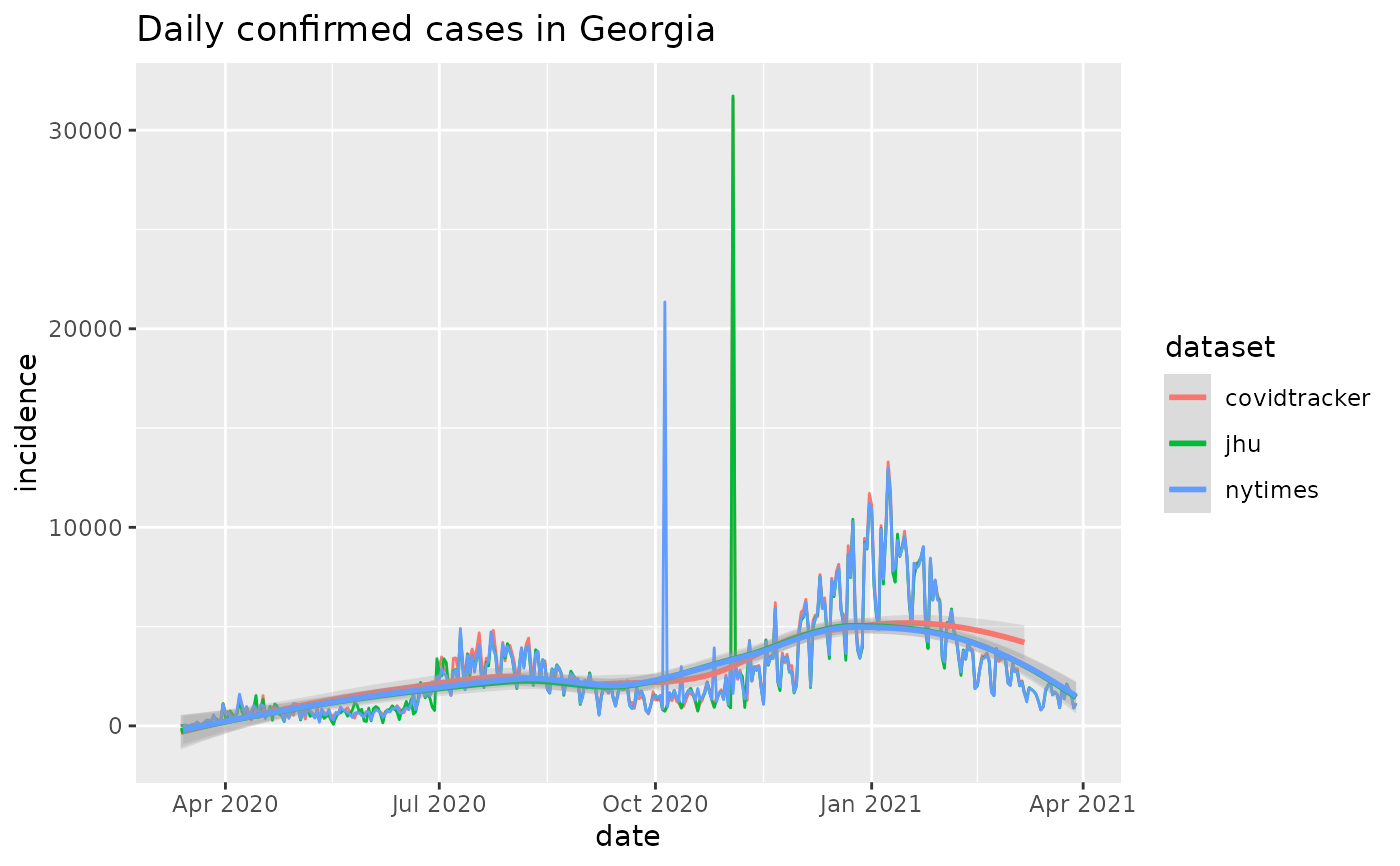 Daily confirmed cases in Georgia
30000
20000
10000
0
incidence
Apr 2020
Jul 2020
Oct 2020
Jan 2021
Apr 2021
date
dataset
covidtracker
jhu
nytimes